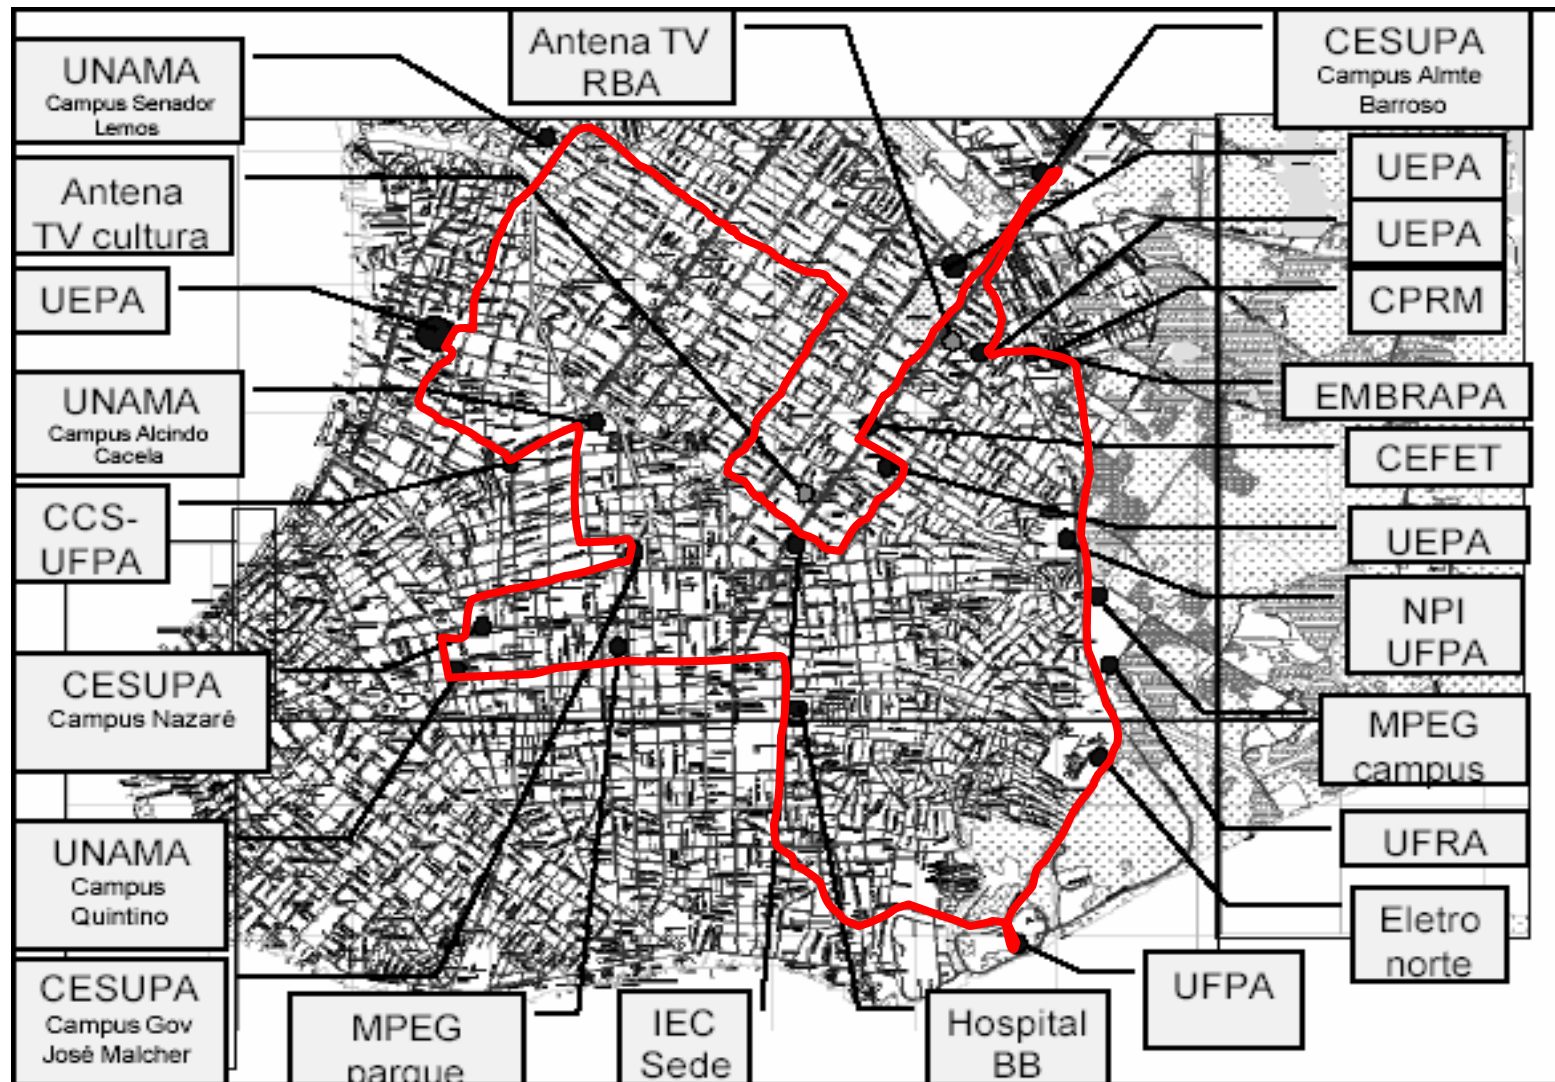 UNAMA
Campus Senador
Lemos
Antena
TV cultura
UEPA
UNAMA
Campus Alcindo
Cacela
CCS-
UFPA
CESUPA
Campus Nazaré
UNAMA
Campus
Quintino
CESUPA
Campus Gov
José Malcher
Antena TV
RBA
MPEG
parque
IEC
Sede
Hospital
BB
UFPA
CESUPA
Campus Almte
Barroso
UEPA
UEPA
CPRM
EMBRAPA
CEFET
UEPA
NPI
UFPA
MPEG
campus
UFRA
Eletro
norte